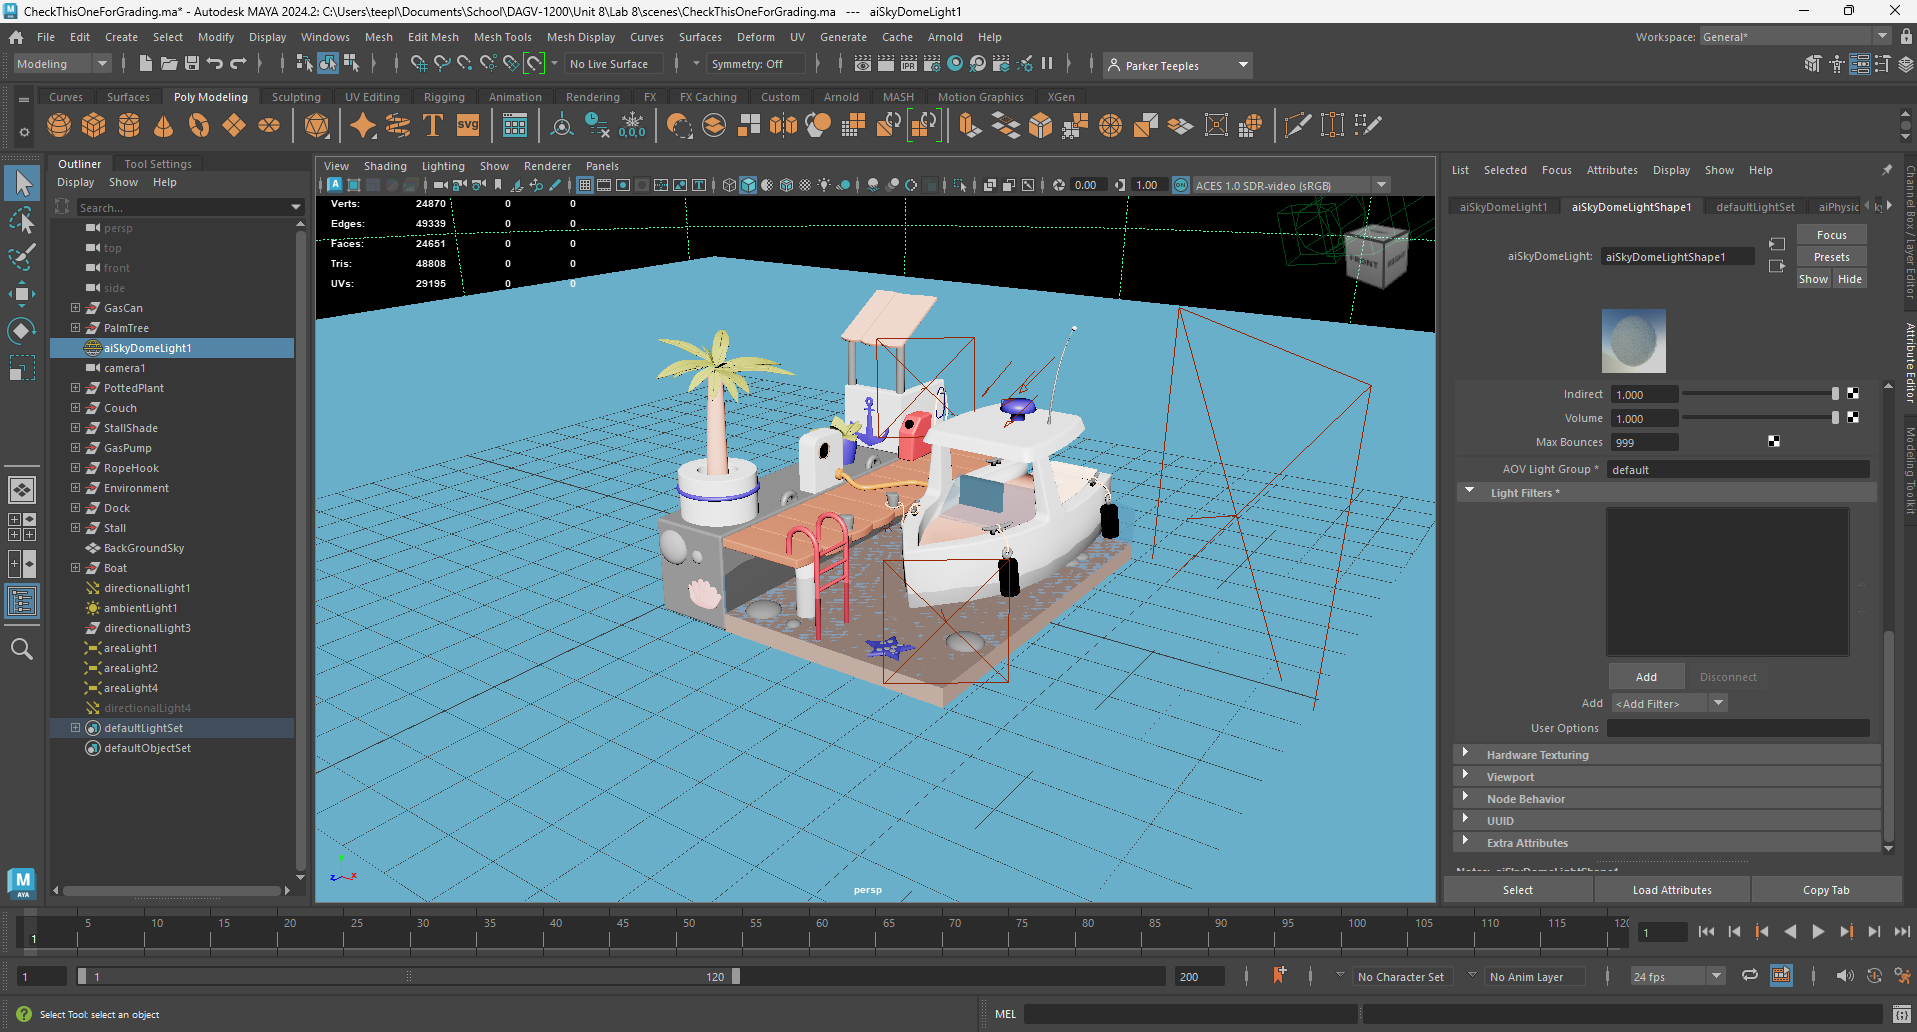 CheckThisOneForGrading.ma* - Autodesk MAYA 2024.2: C:\Users\teepl\Documents\School\DAGV-1200\Unit 8\Lab 8\scenes\CheckThisOneForGrading.ma --- aiSkyDomeLight1
File Edit Create Select Modify Display Windows Mesh Edit Mesh Mesh Tools Mesh Display Curves Surfaces Deform UV Generate Cache Arnold Help
Workspace: General*
Modeling
No Live Surface
Symmetry: Off
IPR
Parker Teeples
Curves Surfaces Poly Modeling Sculpting UV Editing Rigging Animation Rendering FX FX Caching Custom Arnold MASH Motion Graphics XGen
T
SVG
0,0,0
Outliner Tool Settings
Display Show Help
Search...
persp
top
front
side
GasCan
PalmTree
aiSkyDomeLight1
camera1
PottedPlant
Couch
StallShade
GasPump
RopeHook
Environment
Dock
Stall
BackGroundSky
Boat
directionalLight1
ambientLight1
directionalLight3
areaLight1
areaLight2
areaLight4
directionalLight4
defaultLightSet
defaultObjectSet
M
AYA
View Shading Lighting Show Renderer Panels
0.00
1.00
ON
ACES 1.0 SDR-video (sRGB)
Verts: 24870 0 0
Edges: 49339 0 0
Faces: 24651 0 0
Tris: 48808 0 0
UVs: 29195 0 0
FRONT
RIGHT
z x
persp
List Selected Focus Attributes Display Show Help
aiSkyDomeLight1 aiSkyDomeLightShape1 defaultLightSet aiPhysic
aiSkyDomeLight: aiSkyDomeLightShape1
Focus
Presets
Show Hide
Indirect 1.000
Volume 1.000
Max Bounces 999
AOV Light Group * default
Light Filters *
Add Disconnect
Add <Add Filter>
User Options
Hardware Texturing
Viewport
Node Behavior
UUID
Extra Attributes
Select Load Attributes Copy Tab
Channel Box / Layer Editor
Attribute Editor
Modeling Toolkit
5 10 15 20 25 30 35 40 45 50 55 60 65 70 75 80 85 90 95 100 105 110 115 120
1
1
1
1
120
200
No Character Set
No Anim Layer
24 fps
Select Tool: select an object
MEL